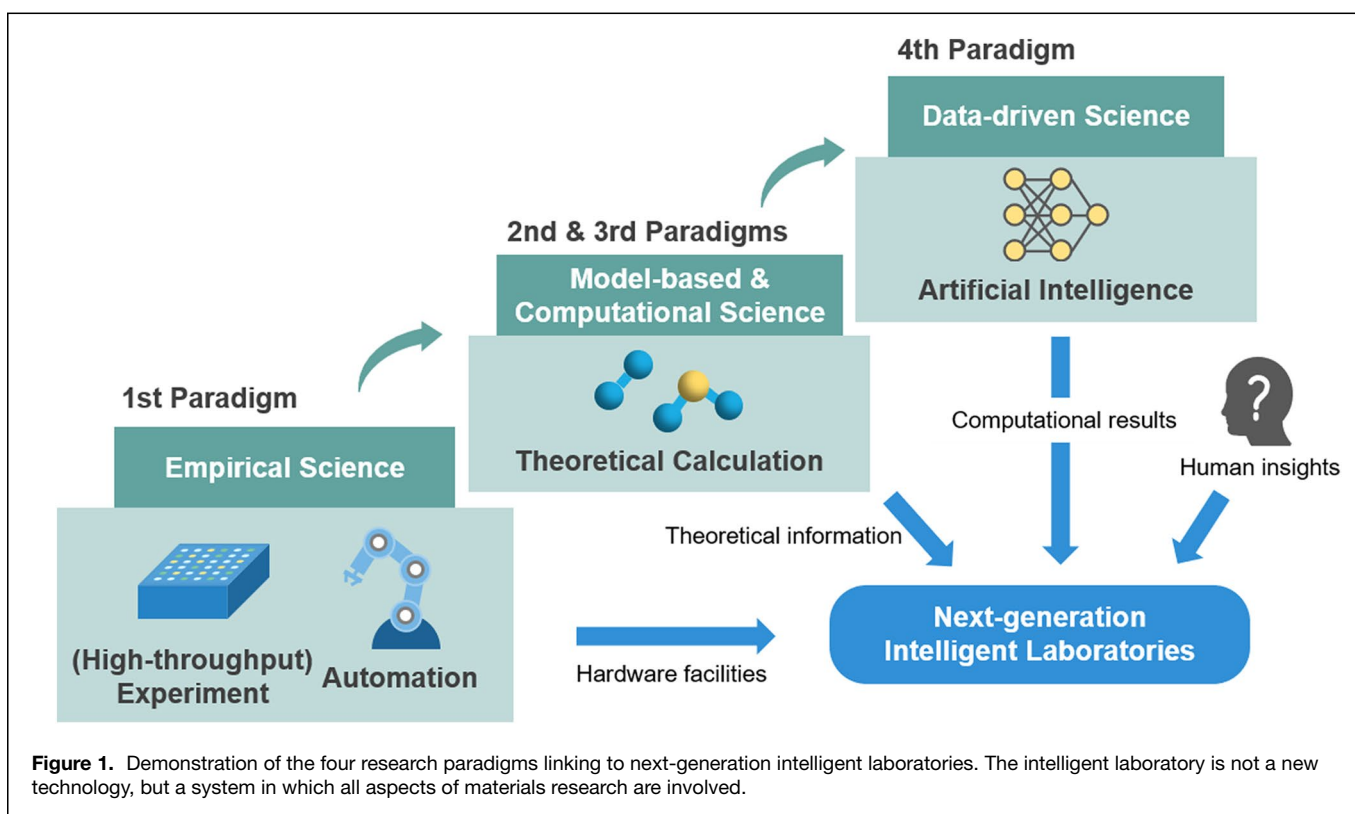 4th Paradigm
Data-driven Science
Artificial Intelligence
2nd & 3rd Paradigms
Model-based &
Computational Science
Theoretical Calculation
1st Paradigm
Empirical Science
(High-throughput)
Experiment
Automation
Computational results
?
Human insights
Theoretical information
Hardware facilities
Next-generation
Intelligent Laboratories
Figure 1. Demonstration of the four research paradigms linking to next-generation intelligent laboratories. The intelligent laboratory is not a new
technology, but a system in which all aspects of materials research are involved.